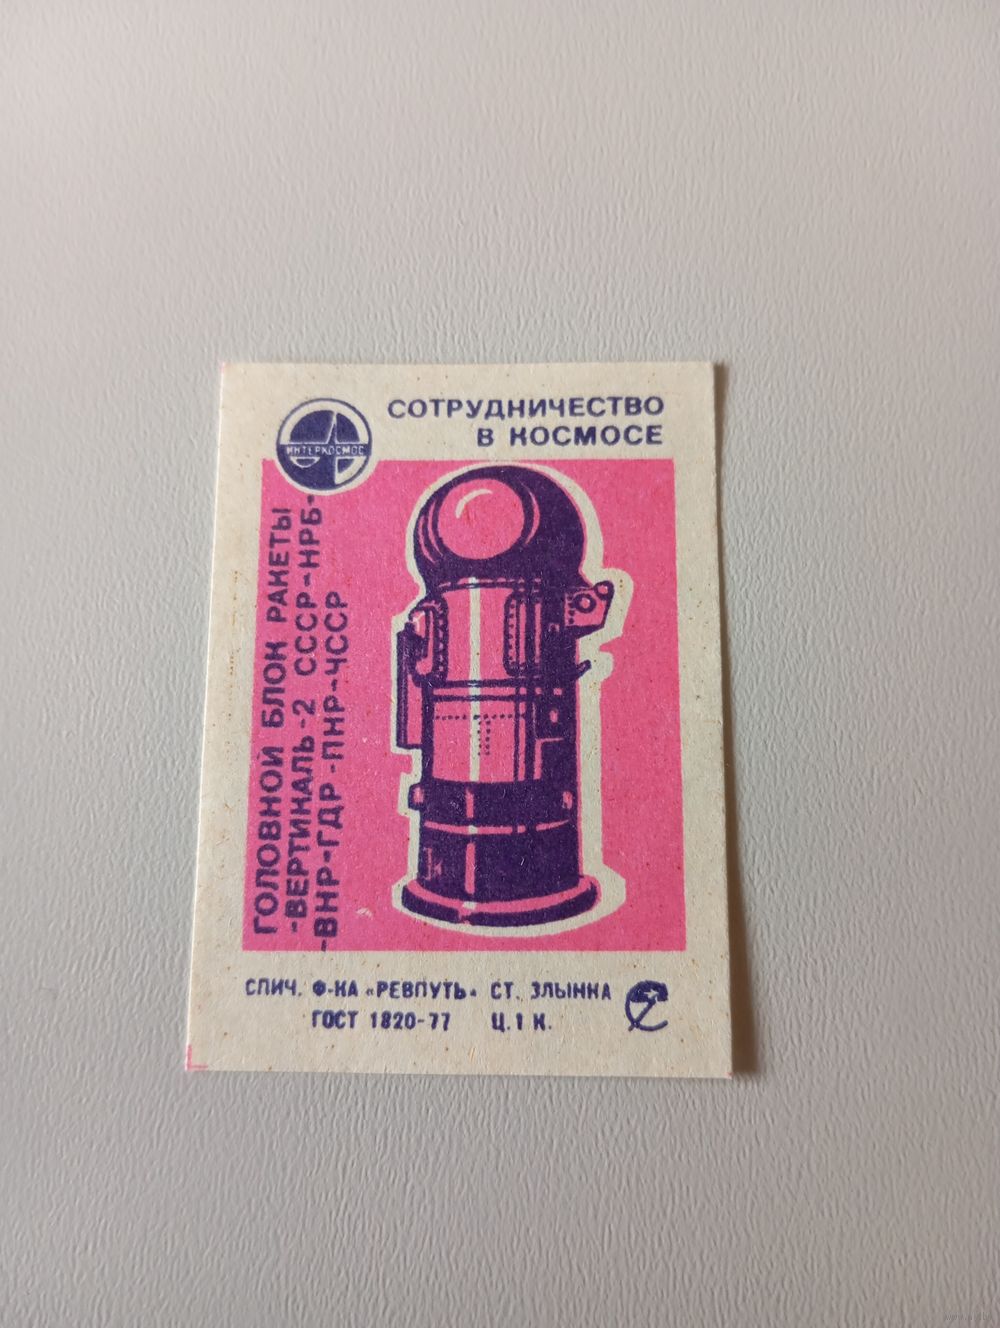 СОТРУДНИЧЕСТВО
В КОСМОСЕ
ИНТЕРКОСМОС
ГОЛОВНОЙ БЛОК РАКЕТЫ
-ВЕРТИКАЛЬ-2 СССР-НРБ-
-ВНР-ГДР-ПНР-ЧССР
СПИЧ. Ф-КА «РЕВПУТЬ» СТ. ЗЛЫНКА
ГОСТ 1820-77 Ц. 1 К.